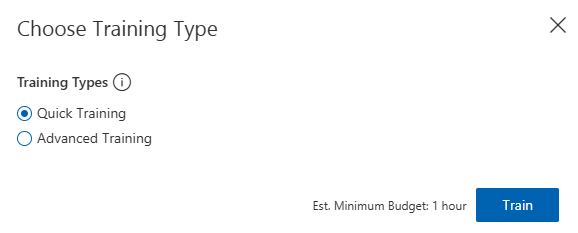 Choose Training Type
Training Types
Quick Training
Advanced Training
Est. Minimum Budget: 1 hour
Train